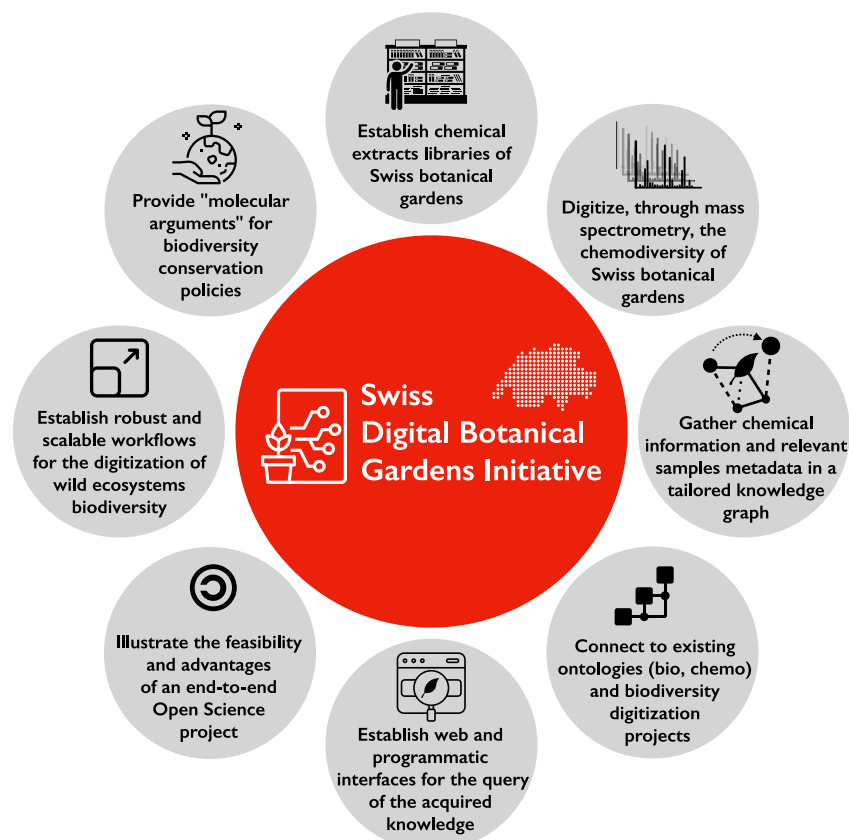 Establish chemical
extracts libraries of
Swiss botanical
gardens
Digitize, through mass
spectrometry, the
chemodiversity of
Swiss botanical
gardens
Gather chemical
information and relevant
samples metadata in a
tailored knowledge
graph
Connect to existing
ontologies (bio, chemo)
and biodiversity
digitization
projects
Establish web and
programmatic
interfaces for the query
of the acquired
knowledge
Illustrate the feasibility
and advantages
of an end-to-end
Open Science
project
Establish robust and
scalable workflows
for the digitization of
wild ecosystems
biodiversity
Provide "molecular
arguments" for
biodiversity
conservation
policies
Swiss
Digital Botanical
Gardens Initiative